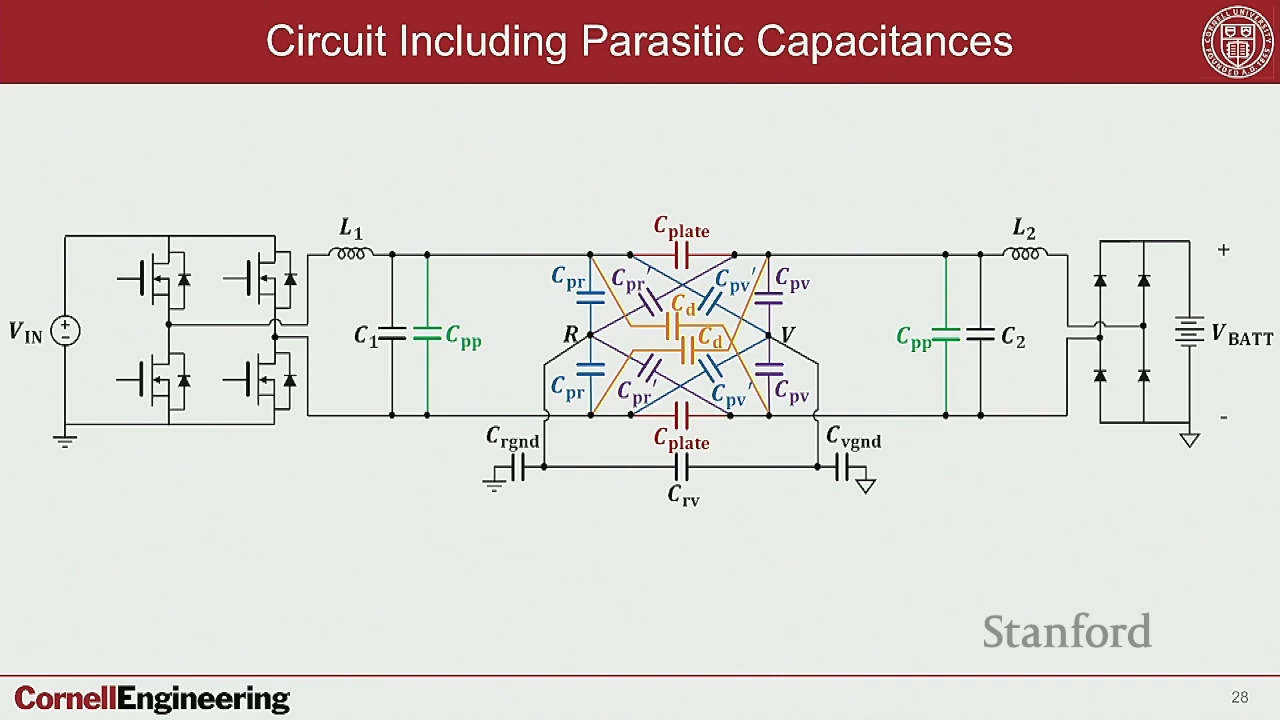 Circuit Including Parasitic Capacitances
L1
Cplate
L2
+
Cpr
Cpr'
Cpv'
Cpv
Cd
VIN
C1
Cpp
R
Cd
V
Cpp
C2
VBATT
Cpr
Cpr'
Cpv'
Cpv
-
Crgnd
Cplate
Cvgnd
Crv
Stanford
CornellEngineering
28